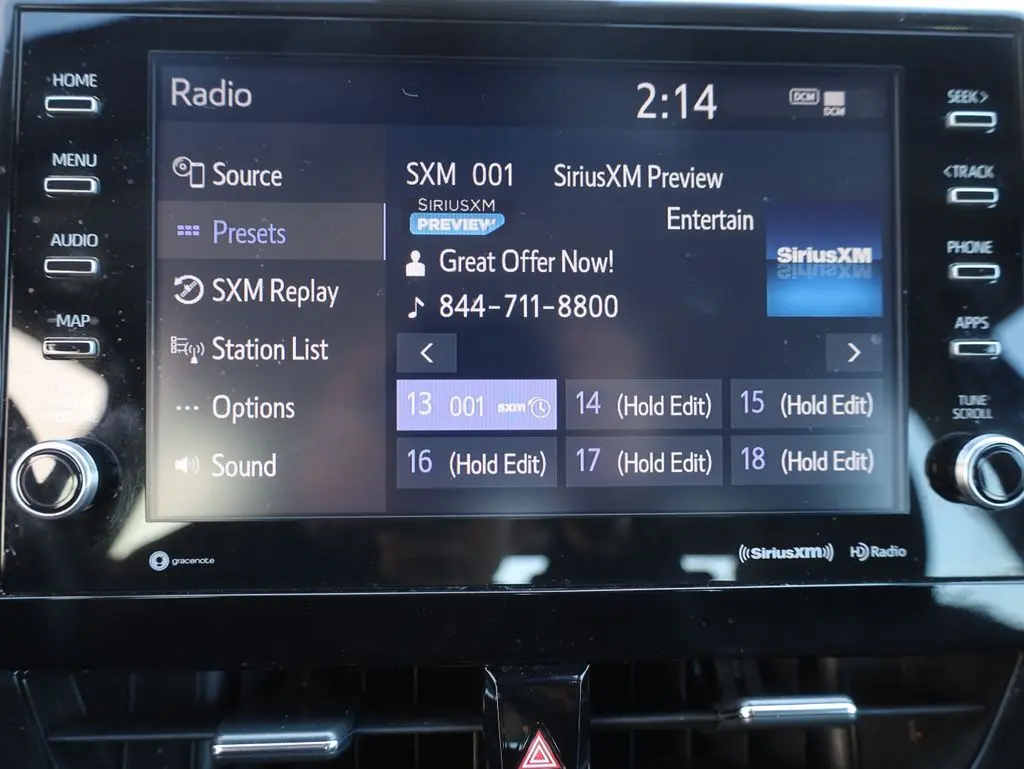 HOME
MENU
AUDIO
MAP
Radio
2:14
DCM
DCM
Source
Presets
SXM Replay
Station List
Options
Sound
SXM 001 SiriusXM Preview
SIRIUSXM
PREVIEW
Entertain
SiriusXM
Great Offer Now!
844-711-8800
<
>
13 001 sxm
14 (Hold Edit)
15 (Hold Edit)
16 (Hold Edit)
17 (Hold Edit)
18 (Hold Edit)
SEEK>
<TRACK
PHONE
APPS
TUNE
SCROLL
gracenote
((SiriusXM))
HD Radio